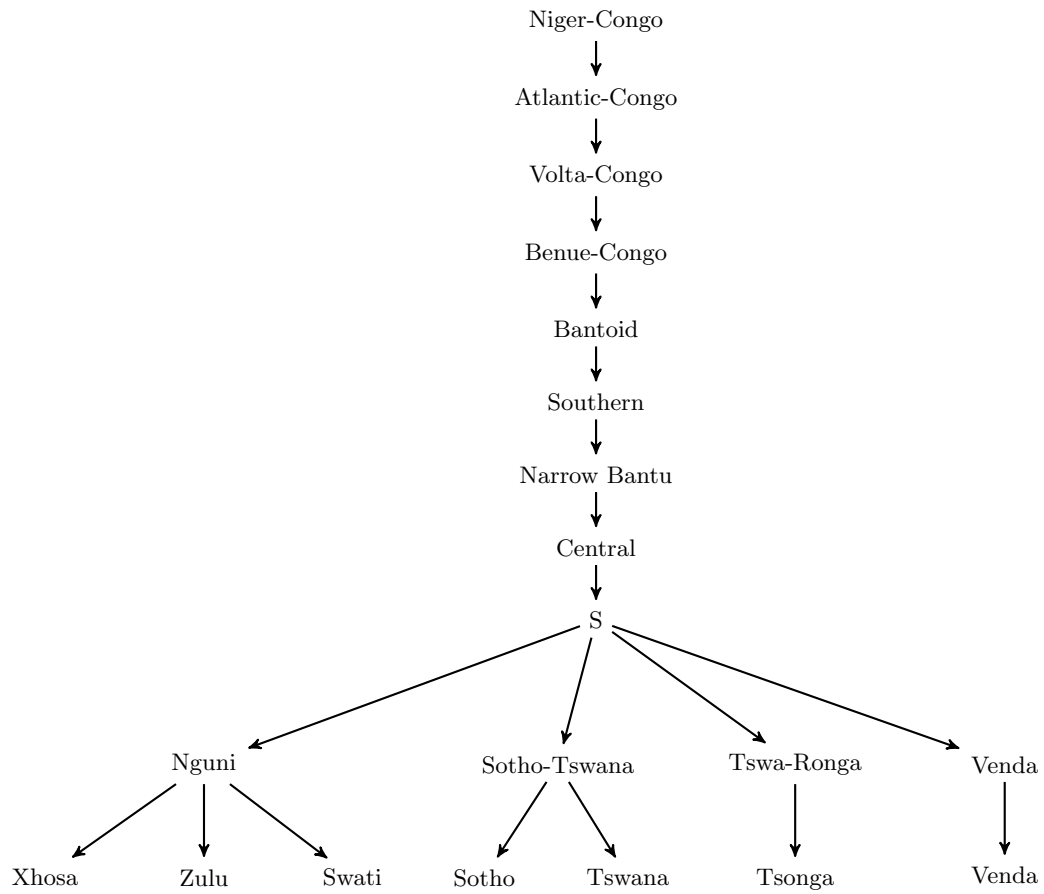 Niger-Congo
Atlantic-Congo
Volta-Congo
Benue-Congo
Bantoid
Southern
Narrow Bantu
Central
S
Nguni Sotho-Tswana Tswa-Ronga Venda
Xhosa Zulu Swati Sotho Tswana Tsonga Venda